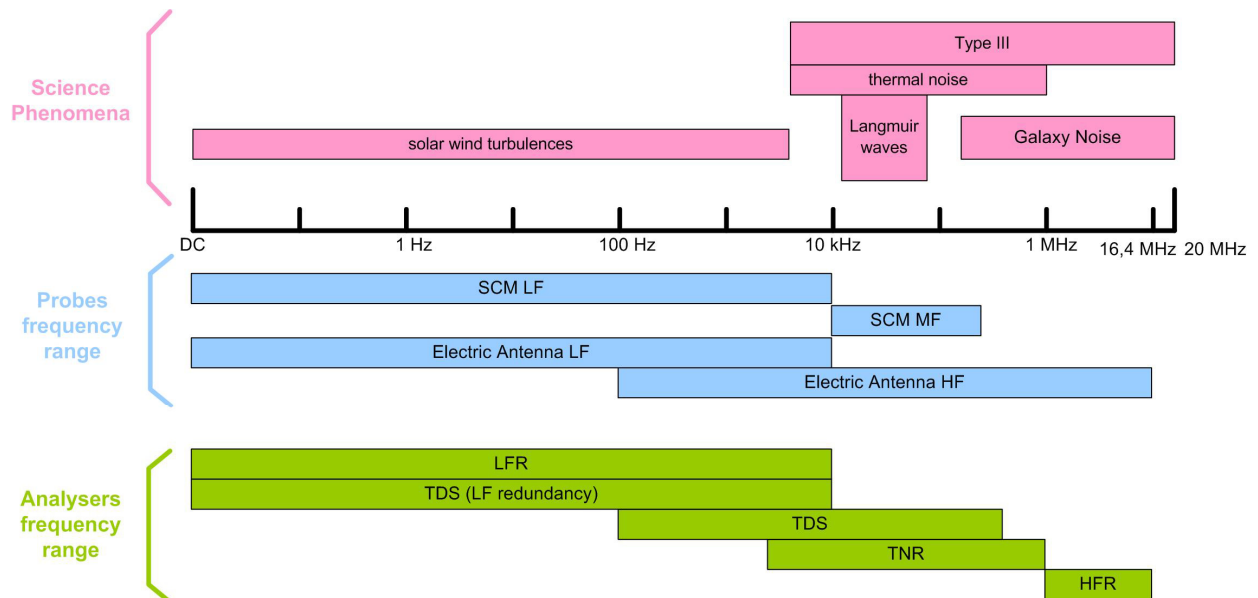 Science
Phenomena
Type III
thermal noise
Langmuir
waves
Galaxy Noise
solar wind turbulences
DC
1 Hz
100 Hz
10 kHz
1 MHz
16,4 MHz
20 MHz
Probes
frequency
range
SCM LF
SCM MF
Electric Antenna LF
Electric Antenna HF
Analysers
frequency
range
LFR
TDS (LF redundancy)
TDS
TNR
HFR